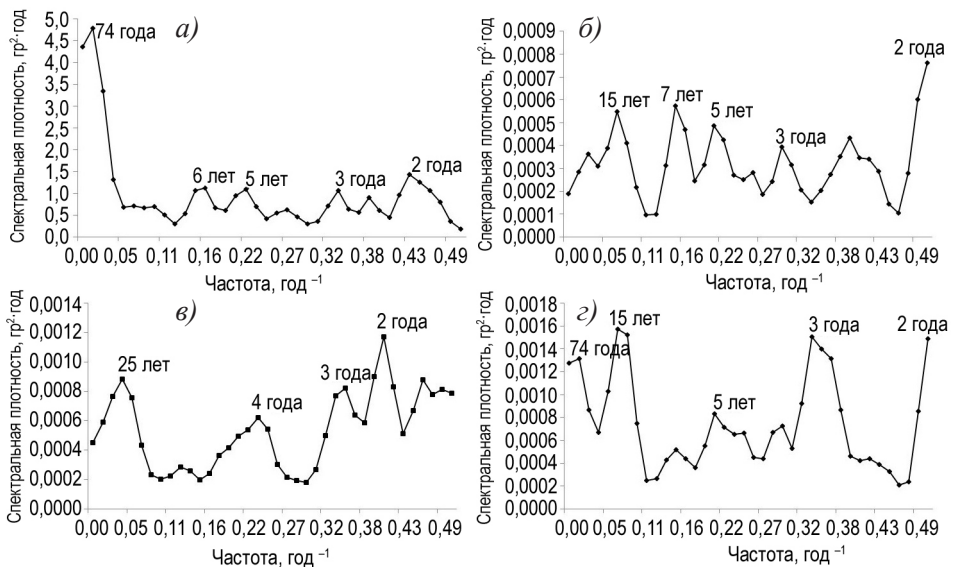 а)
Спектральная плотность, гр²·год
5,0
4,5
4,0
3,5
3,0
2,5
2,0
1,5
1,0
0,5
0,0
74 года
6 лет
5 лет
3 года
2 года
0,00 0,05 0,11 0,16 0,22 0,27 0,32 0,38 0,43 0,49
Частота, год –1
б)
Спектральная плотность, гр²·год
0,0009
0,0008
0,0007
0,0006
0,0005
0,0004
0,0003
0,0002
0,0001
0,0000
15 лет
7 лет
5 лет
3 года
2 года
0,00 0,05 0,11 0,16 0,22 0,27 0,32 0,38 0,43 0,49
Частота, год –1
в)
Спектральная плотность, гр²·год
0,0014
0,0012
0,0010
0,0008
0,0006
0,0004
0,0002
0,0000
25 лет
4 года
3 года
2 года
0,00 0,05 0,11 0,16 0,22 0,27 0,32 0,38 0,43 0,49
Частота, год –1
г)
Спектральная плотность, гр²·год
0,0018
0,0016
0,0014
0,0012
0,0010
0,0008
0,0006
0,0004
0,0002
0,0000
74 года
15 лет
5 лет
3 года
2 года
0,00 0,05 0,11 0,16 0,22 0,27 0,32 0,38 0,43 0,49
Частота, год –1